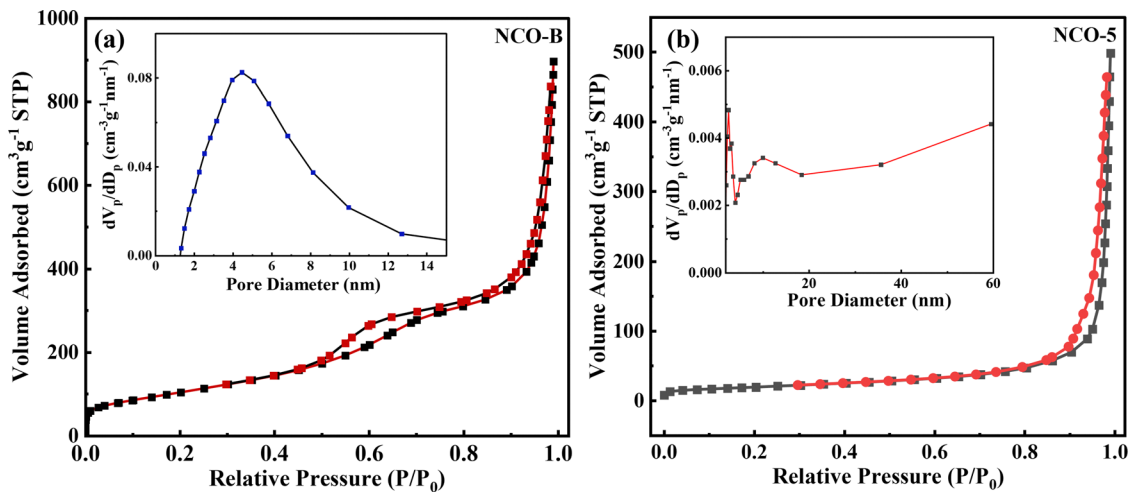 (a)
NCO-B
Volume Adsorbed (cm³g⁻¹ STP)
1000
800
600
400
200
0
0.0 0.2 0.4 0.6 0.8 1.0
Relative Pressure (P/P₀)
dVₚ/dDₚ (cm⁻³g⁻¹nm⁻¹)
0.08
0.04
0.00
0 2 4 6 8 10 12 14
Pore Diameter (nm)
(b)
NCO-5
Volume Adsorbed (cm³g⁻¹ STP)
500
400
300
200
100
0
0.0 0.2 0.4 0.6 0.8 1.0
Relative Pressure (P/P₀)
dVₚ/dDₚ (cm⁻³g⁻¹nm⁻¹)
0.006
0.004
0.002
0.000
20 40 60
Pore Diameter (nm)